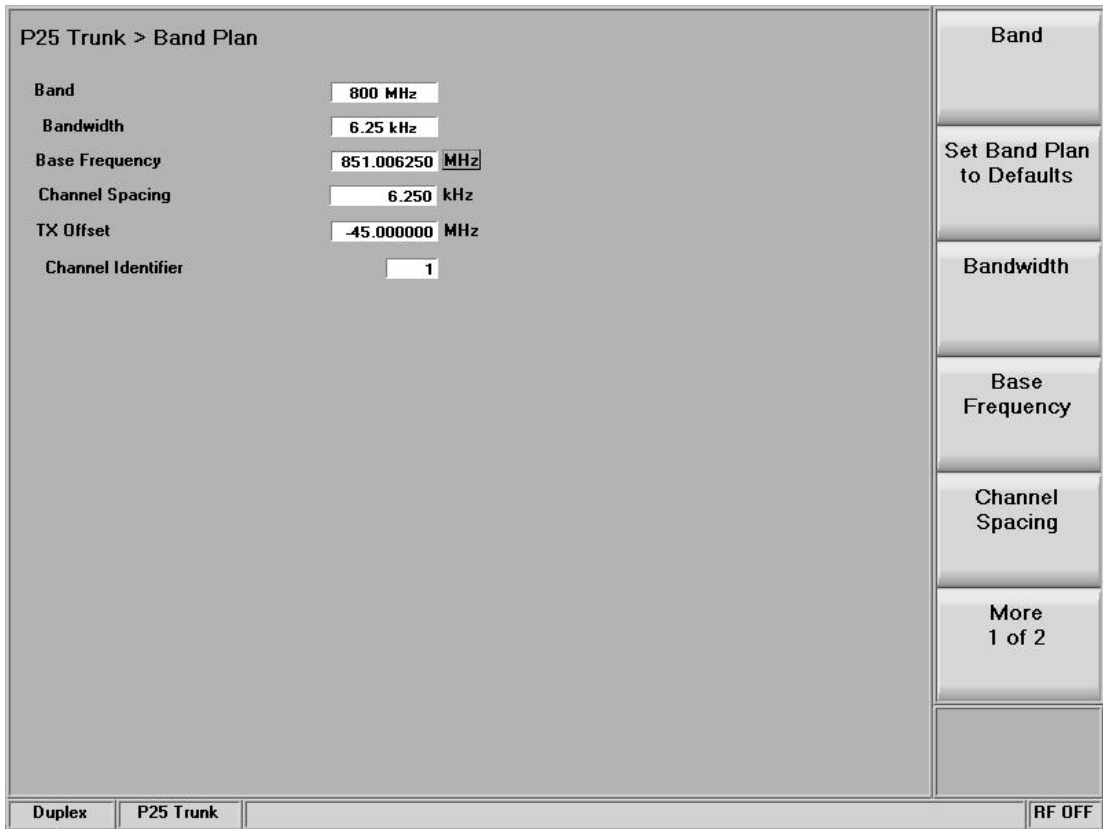 P25 Trunk > Band Plan
Band 800 MHz
Bandwidth 6.25 kHz
Base Frequency 851.006250 MHz
Channel Spacing 6.250 kHz
TX Offset -45.000000 MHz
Channel Identifier 1
Band
Set Band Plan
to Defaults
Bandwidth
Base
Frequency
Channel
Spacing
More
1 of 2
Duplex P25 Trunk RF OFF